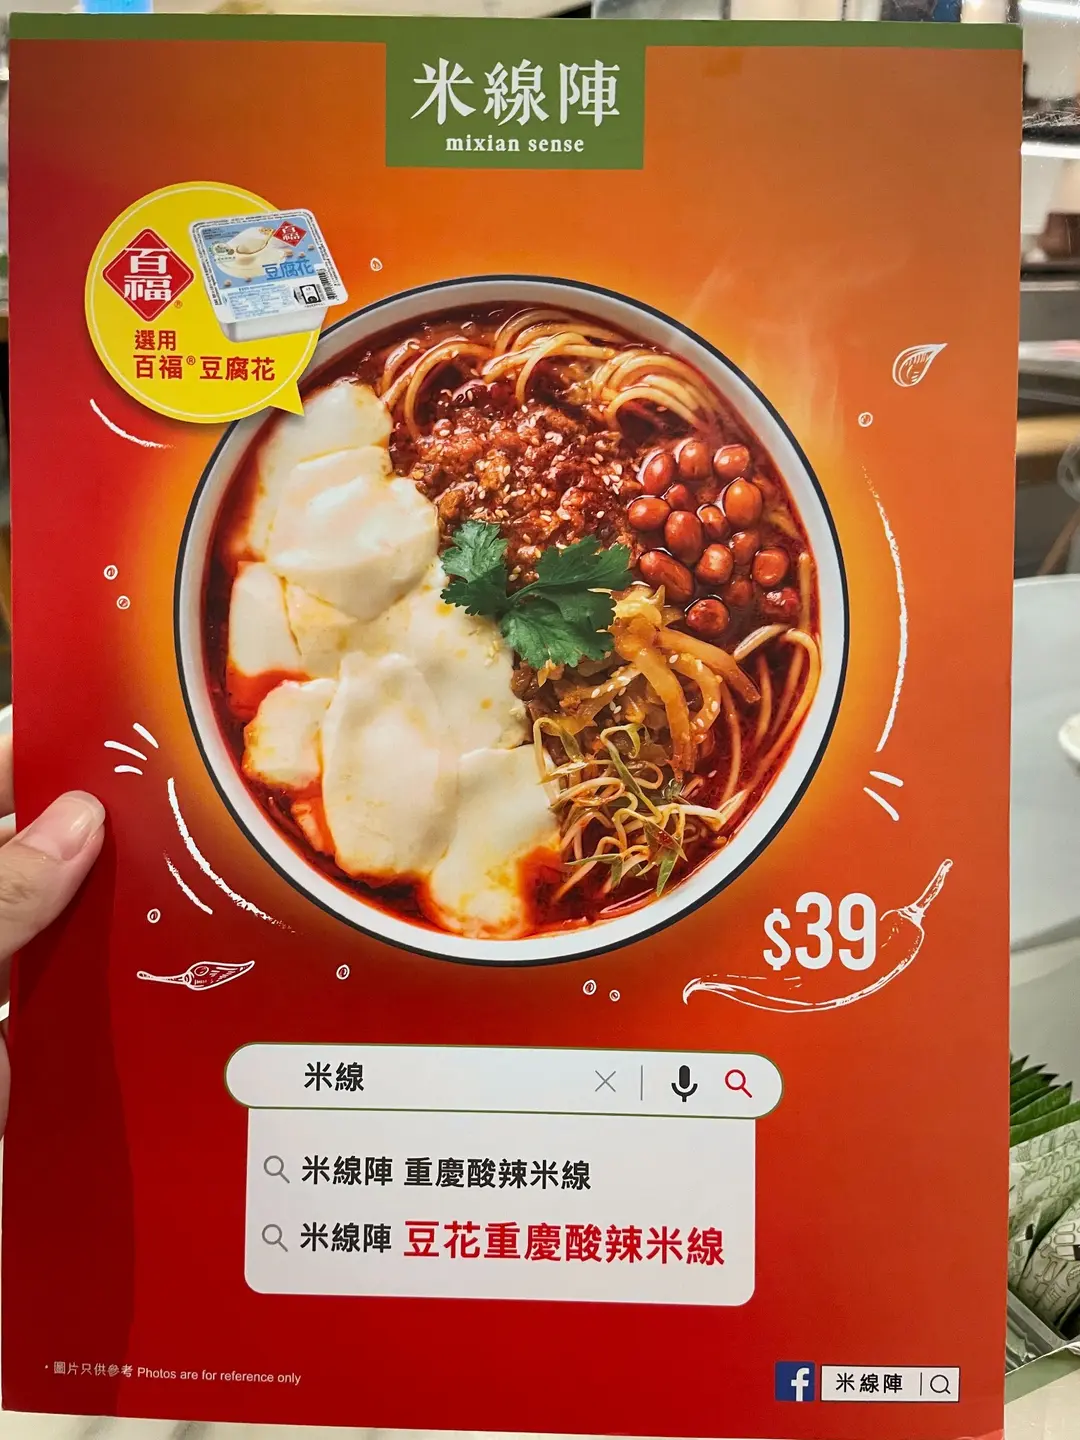 米線陣
mixian sense
百福
豆腐花
百
福®
選用
百福®豆腐花
$39
米線
米線陣 重慶酸辣米線
米線陣 豆花重慶酸辣米線
・圖片只供參考 Photos are for reference only
f 米線陣